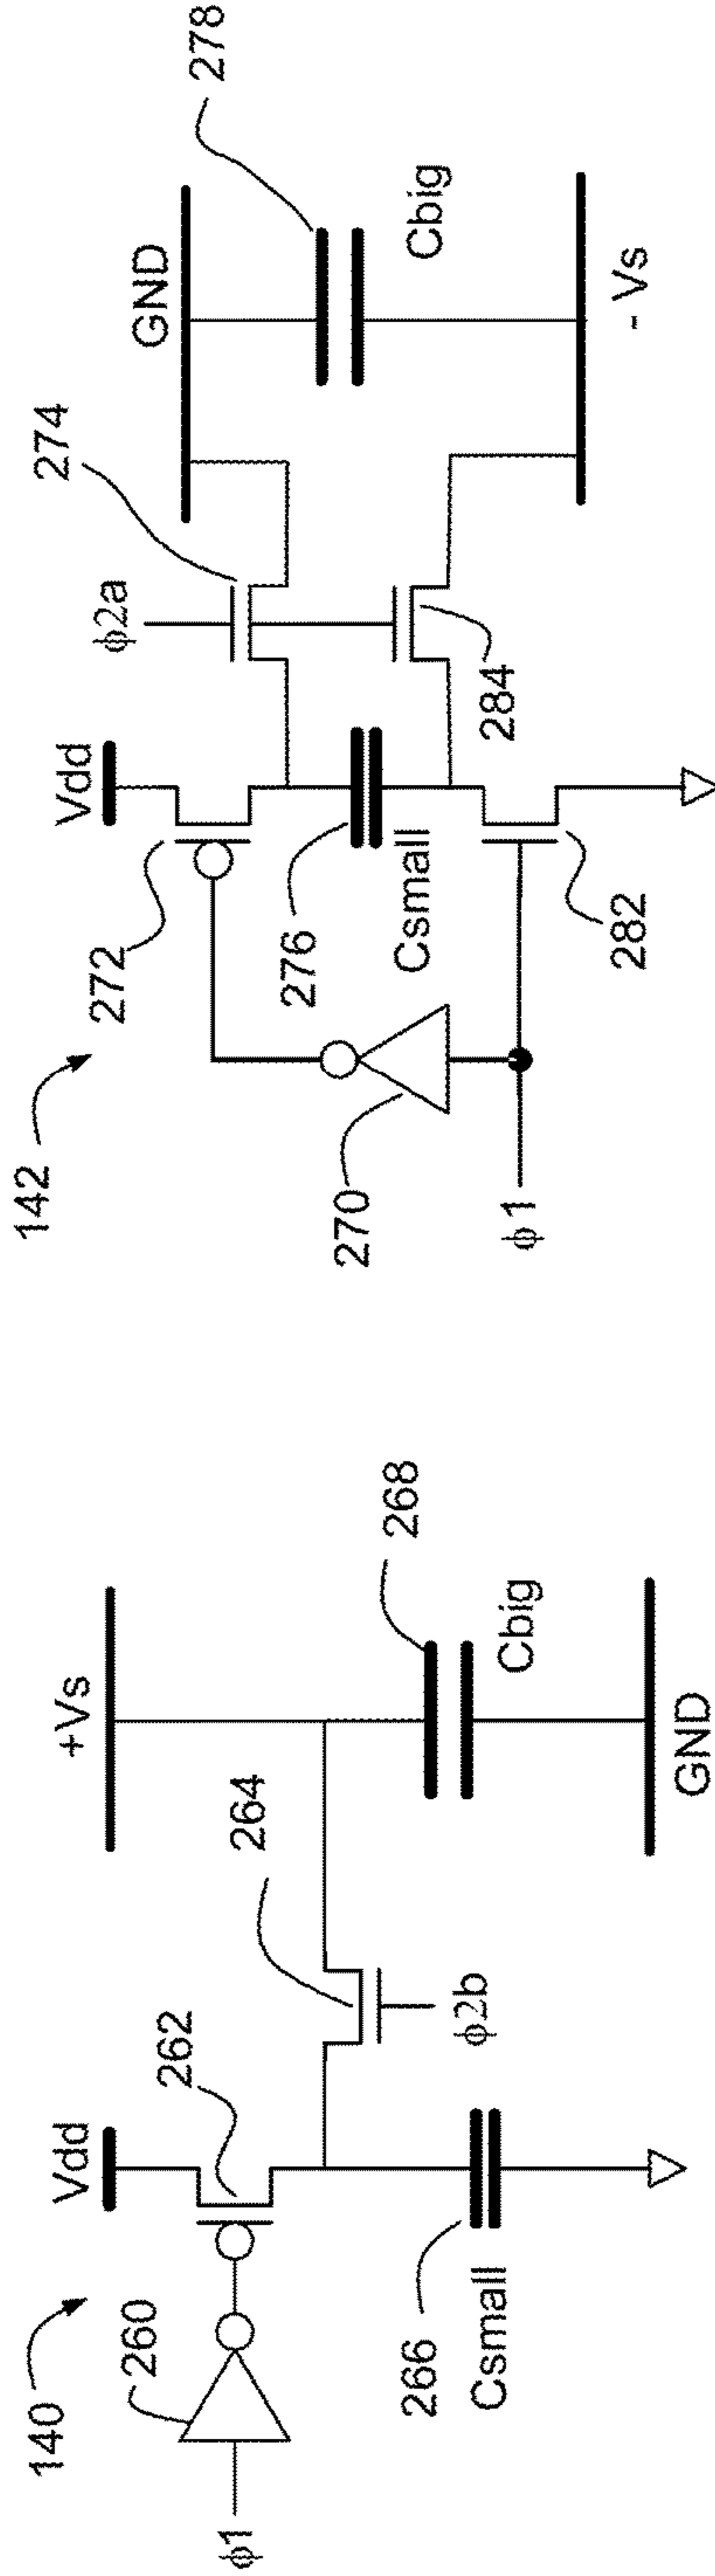 140
ϕ1
260
Vdd
262
266
Csmall
264
ϕ2b
+Vs
268
Cbig
GND
142
272
Vdd
270
ϕ1
276
Csmall
282
ϕ2a
274
284
GND
278
Cbig
- Vs